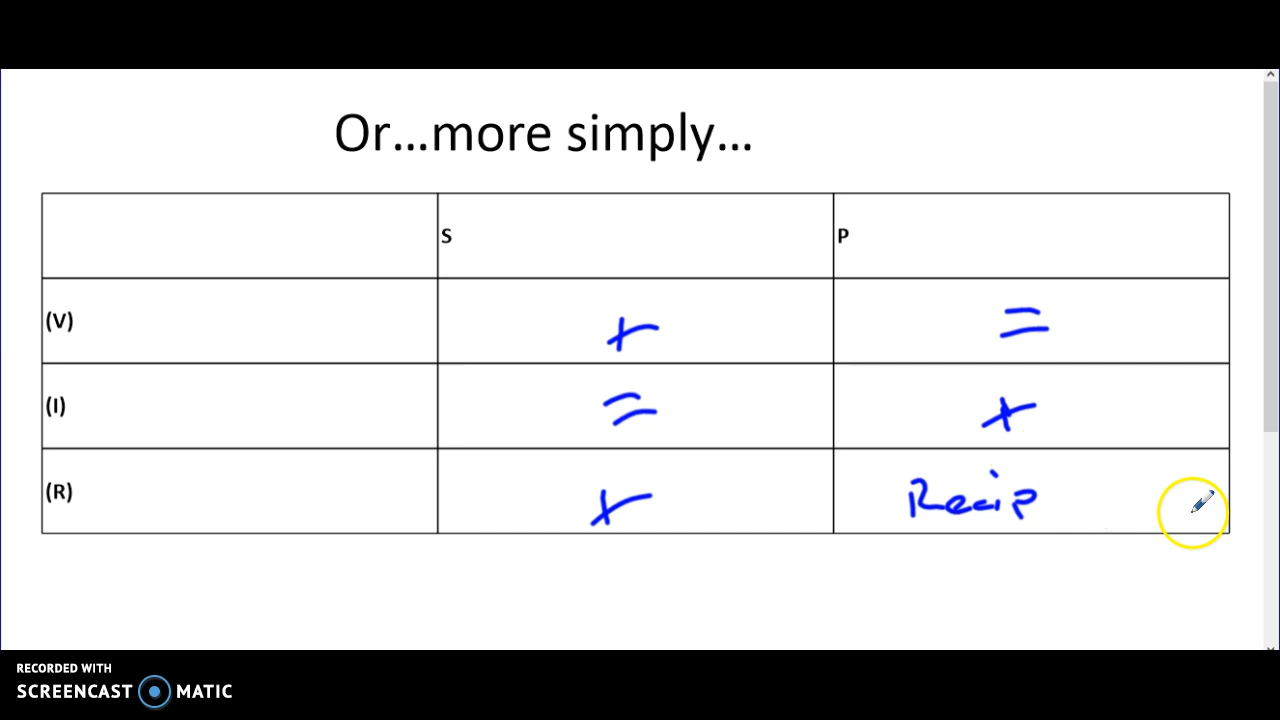 Or...more simply...
S P
(V) + =
(I) = +
(R) + Recip
RECORDED WITH
SCREENCAST MATIC